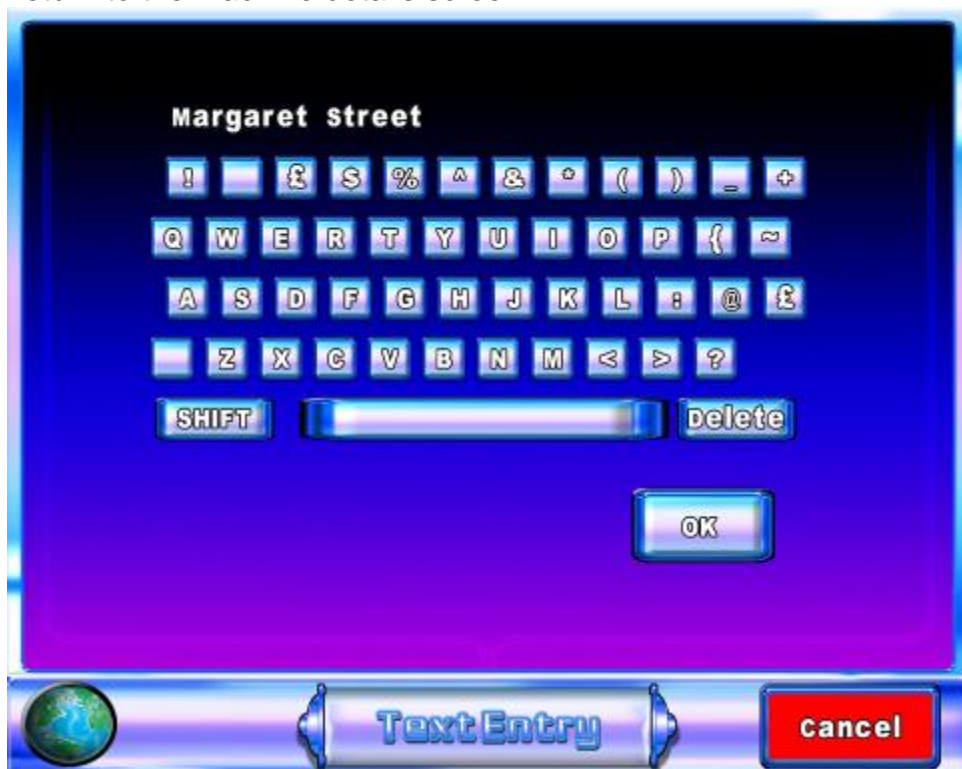 Margaret Street
! £ $ % ^ & * ( ) _ +
Q W E R T Y U I O P { ~
A S D F G H J K L : @ £
Z X C V B N M < > ?
SHIFT Delete
OK
Text Entry
Cancel